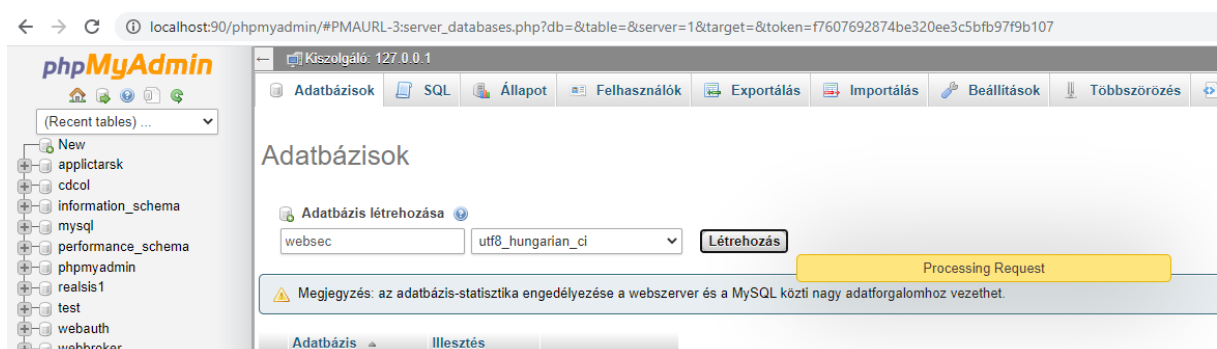 localhost:90/phpmyadmin/#PMAURL-3:server_databases.php?db=&table=&server=1&target=&token=f7607692874be320ee3c5bfb97f9b107
phpMyAdmin
(Recent tables) ...
New
applictarsk
cdcol
information_schema
mysql
performance_schema
phpmyadmin
realsis1
test
webauth
webbroker
Kiszolgáló: 127.0.0.1
Adatbázisok SQL Állapot Felhasználók Exportálás Importálás Beállítások Többszörözés
Adatbázisok
Adatbázis létrehozása
websec utf8_hungarian_ci Létrehozás
Processing Request
Megjegyzés: az adatbázis-statisztika engedélyezése a webszerver és a MySQL közti nagy adatforgalomhoz vezethet.
Adatbázis Illesztés